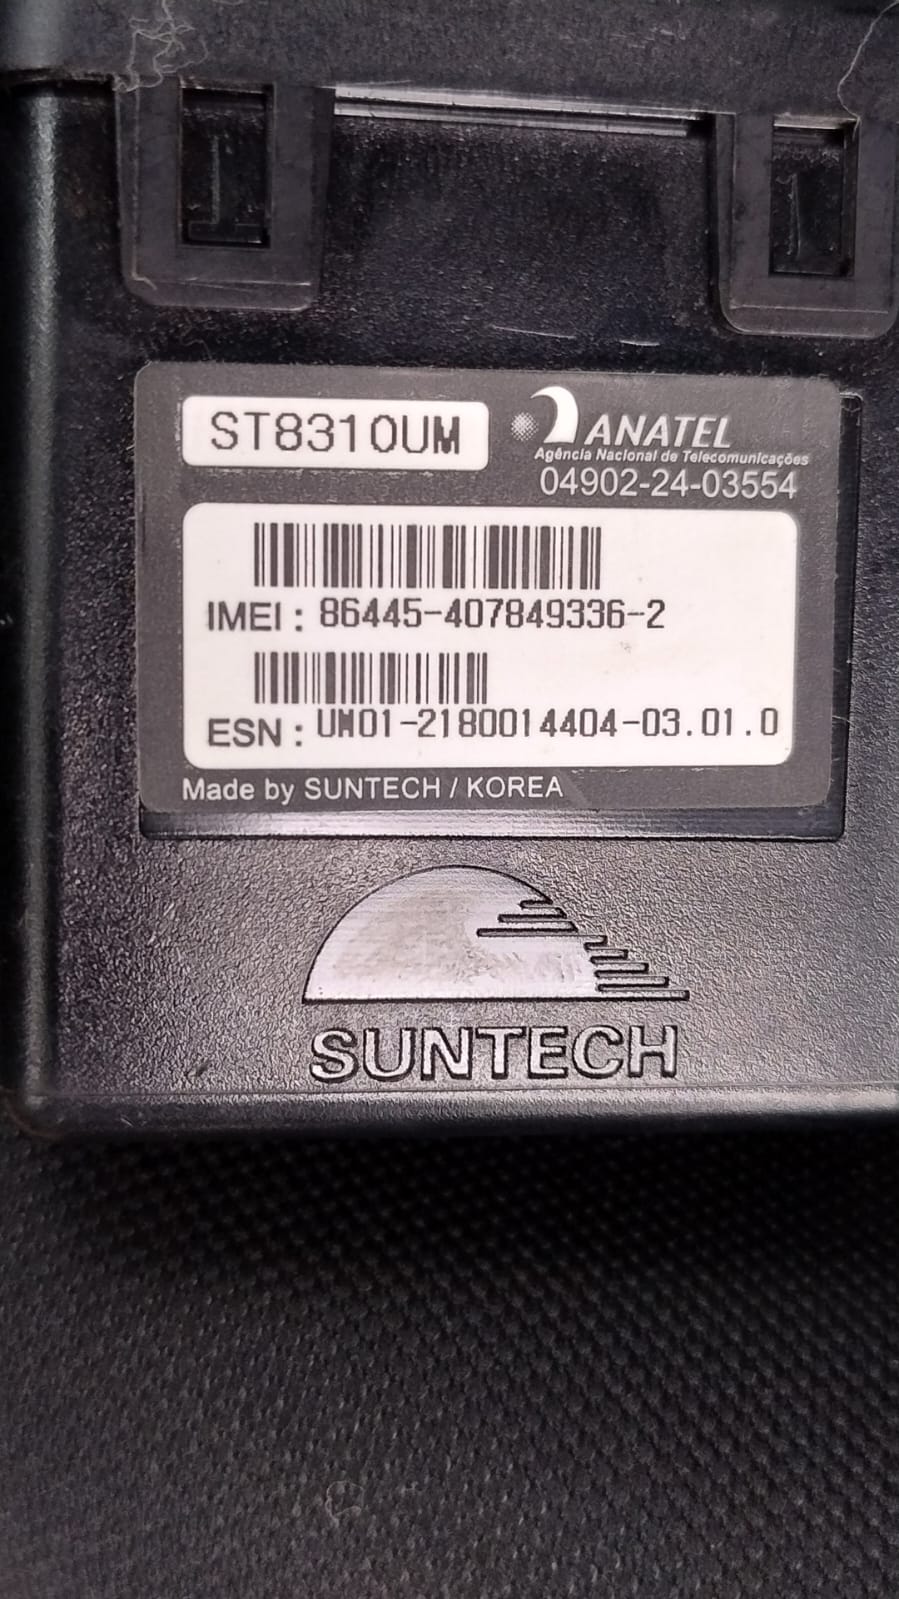 ST8310UM
ANATEL
Agência Nacional de Telecomunicações
04902-24-03554
IMEI : 86445-407849336-2
ESN : UM01-2180014404-03.01.0
Made by SUNTECH / KOREA
SUNTECH